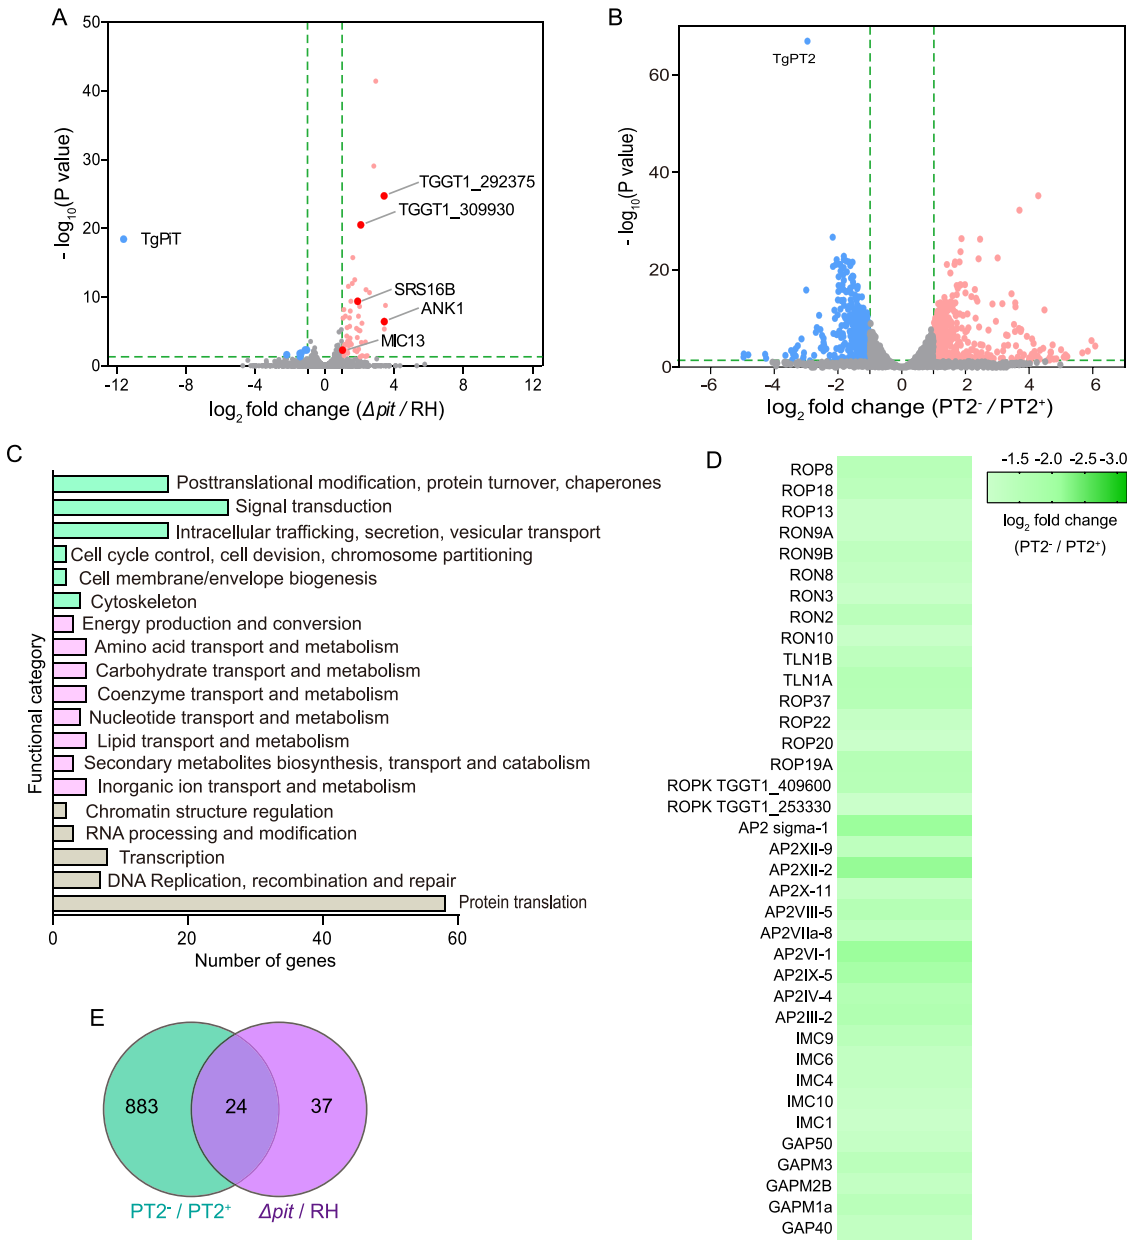 A
50
40
30
20
10
0
- log10(P value)
TGGT1_292375
TGGT1_309930
TgPiT
SRS16B
ANK1
MIC13
-12 -8 -4 0 4 8 12
log2 fold change (Δpit / RH)
B
60
40
20
0
- log10(P value)
TgPT2
-6 -4 -2 0 2 4 6
log2 fold change (PT2- / PT2+)
C
Functional category
Posttranslational modification, protein turnover, chaperones
Signal transduction
Intracellular trafficking, secretion, vesicular transport
Cell cycle control, cell devision, chromosome partitioning
Cell membrane/envelope biogenesis
Cytoskeleton
Energy production and conversion
Amino acid transport and metabolism
Carbohydrate transport and metabolism
Coenzyme transport and metabolism
Nucleotide transport and metabolism
Lipid transport and metabolism
Secondary metabolites biosynthesis, transport and catabolism
Inorganic ion transport and metabolism
Chromatin structure regulation
RNA processing and modification
Transcription
DNA Replication, recombination and repair
Protein translation
0 20 40 60
Number of genes
D
-1.5 -2.0 -2.5 -3.0
log2 fold change
(PT2- / PT2+)
ROP8
ROP18
ROP13
RON9A
RON9B
RON8
RON3
RON2
RON10
TLN1B
TLN1A
ROP37
ROP22
ROP20
ROP19A
ROPK TGGT1_409600
ROPK TGGT1_253330
AP2 sigma-1
AP2XII-9
AP2XII-2
AP2X-11
AP2VIII-5
AP2VIIa-8
AP2VI-1
AP2IX-5
AP2IV-4
AP2III-2
IMC9
IMC6
IMC4
IMC10
IMC1
GAP50
GAPM3
GAPM2B
GAPM1a
GAP40
E
883 24 37
PT2- / PT2+ Δpit / RH